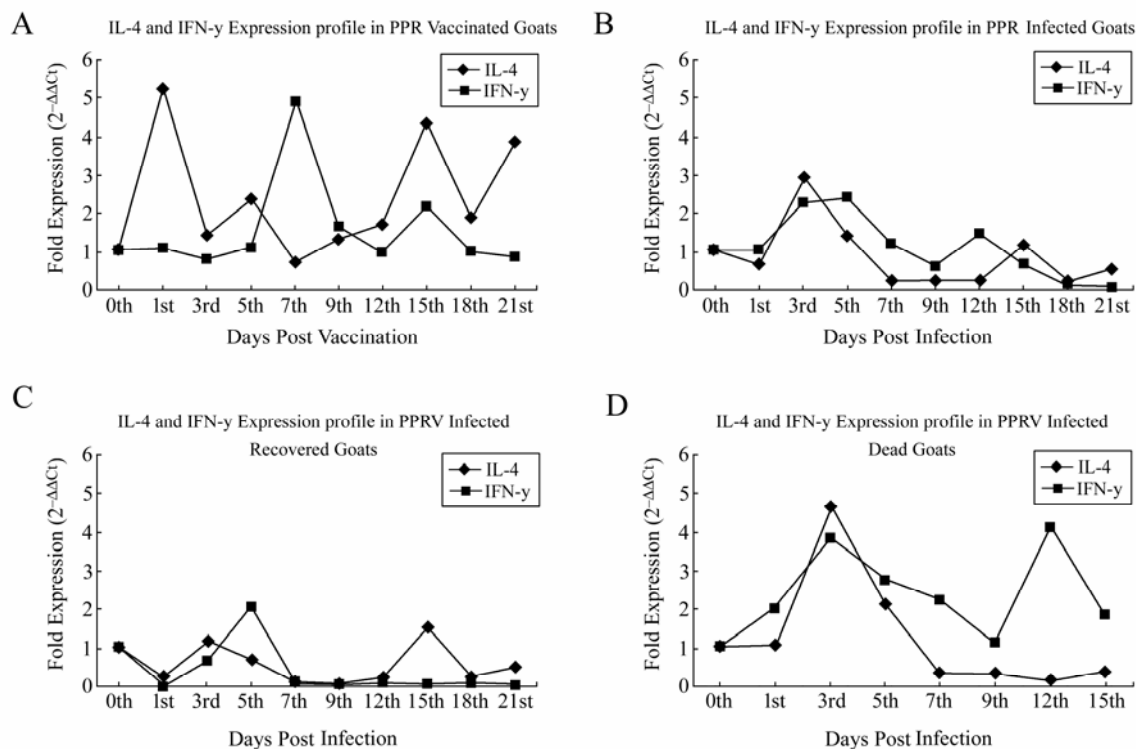 A
IL-4 and IFN-y Expression profile in PPR Vaccinated Goats
6
5
4
3
2
1
0
Fold Expression (2−ΔΔCt)
IL-4
IFN-y
0th 1st 3rd 5th 7th 9th 12th 15th 18th 21st
Days Post Vaccination
B
IL-4 and IFN-y Expression profile in PPR Infected Goats
6
5
4
3
2
1
0
Fold Expression (2−ΔΔCt)
IL-4
IFN-y
0th 1st 3rd 5th 7th 9th 12th 15th 18th 21st
Days Post Infection
C
IL-4 and IFN-y Expression profile in PPRV Infected
Recovered Goats
6
5
4
3
2
1
0
Fold Expression (2−ΔΔCt)
IL-4
IFN-y
0th 1st 3rd 5th 7th 9th 12th 15th 18th 21st
Days Post Infection
D
IL-4 and IFN-y Expression profile in PPRV Infected
Dead Goats
6
5
4
3
2
1
0
Fold Expression (2−ΔΔCt)
IL-4
IFN-y
0th 1st 3rd 5th 7th 9th 12th 15th
Days Post Infection